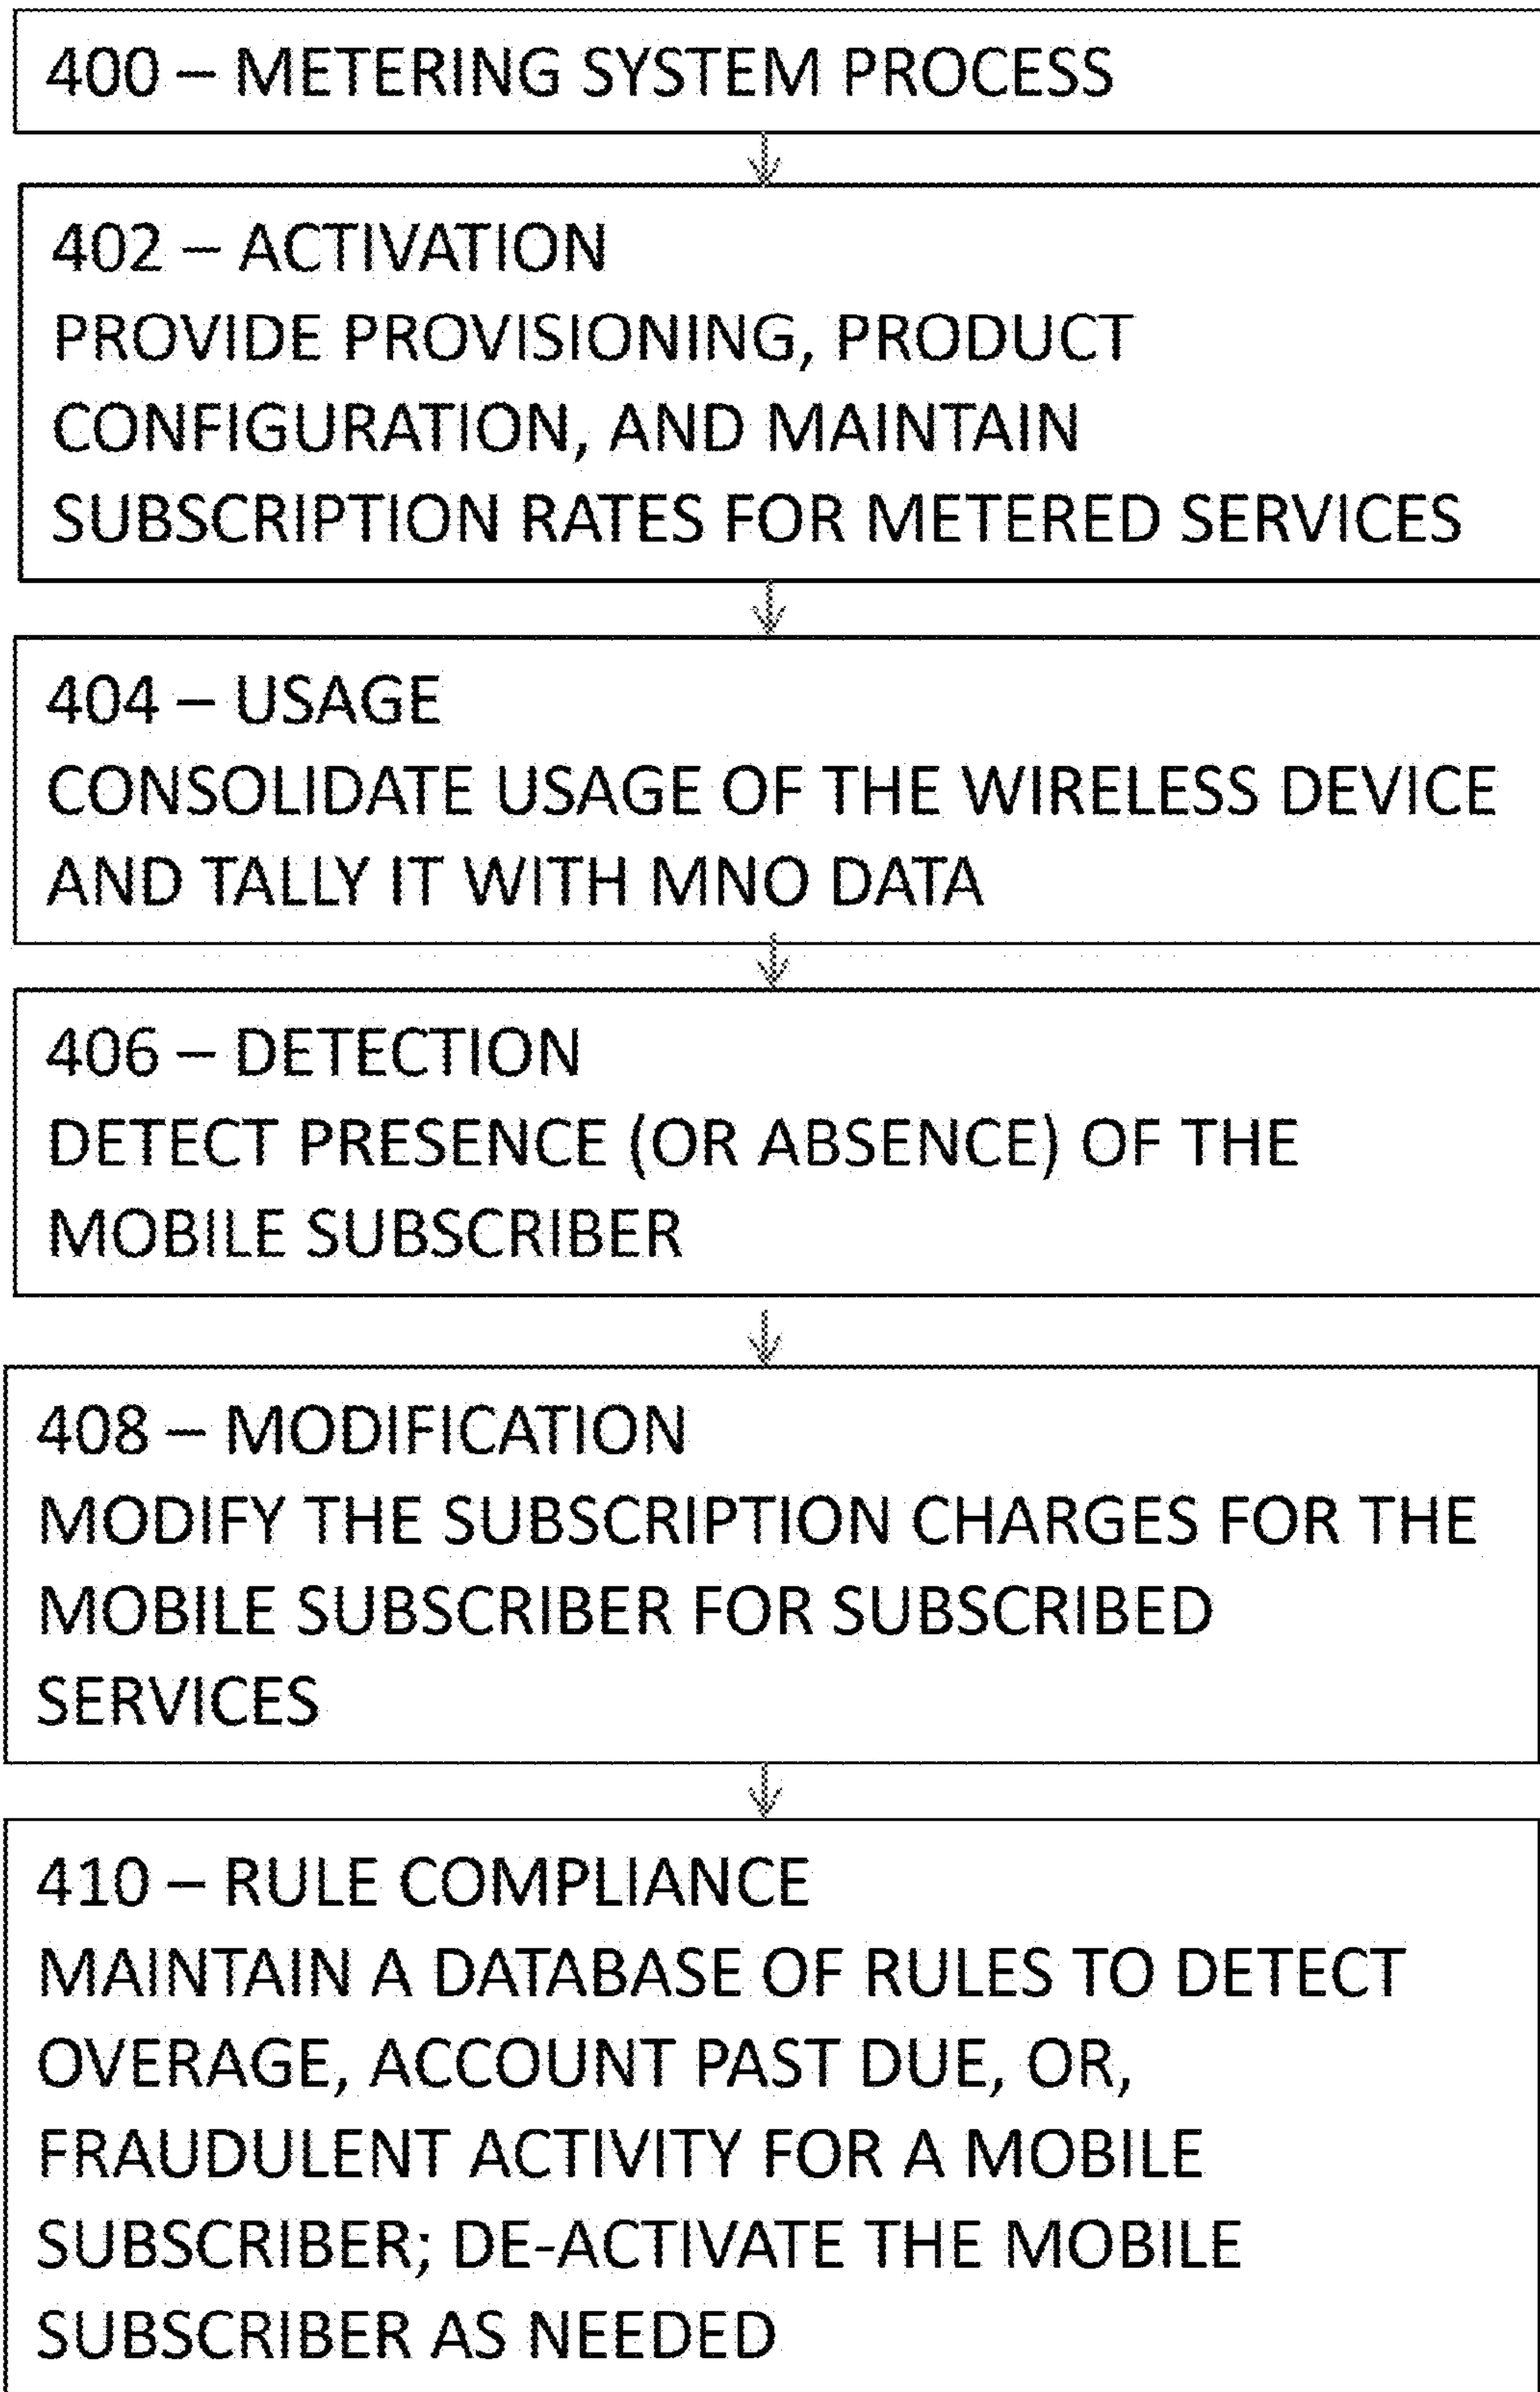 400 – METERING SYSTEM PROCESS
402 – ACTIVATION
PROVIDE PROVISIONING, PRODUCT
CONFIGURATION, AND MAINTAIN
SUBSCRIPTION RATES FOR METERED SERVICES
404 – USAGE
CONSOLIDATE USAGE OF THE WIRELESS DEVICE
AND TALLY IT WITH MNO DATA
406 – DETECTION
DETECT PRESENCE (OR ABSENCE) OF THE
MOBILE SUBSCRIBER
408 – MODIFICATION
MODIFY THE SUBSCRIPTION CHARGES FOR THE
MOBILE SUBSCRIBER FOR SUBSCRIBED
SERVICES
410 – RULE COMPLIANCE
MAINTAIN A DATABASE OF RULES TO DETECT
OVERAGE, ACCOUNT PAST DUE, OR,
FRAUDULENT ACTIVITY FOR A MOBILE
SUBSCRIBER; DE-ACTIVATE THE MOBILE
SUBSCRIBER AS NEEDED